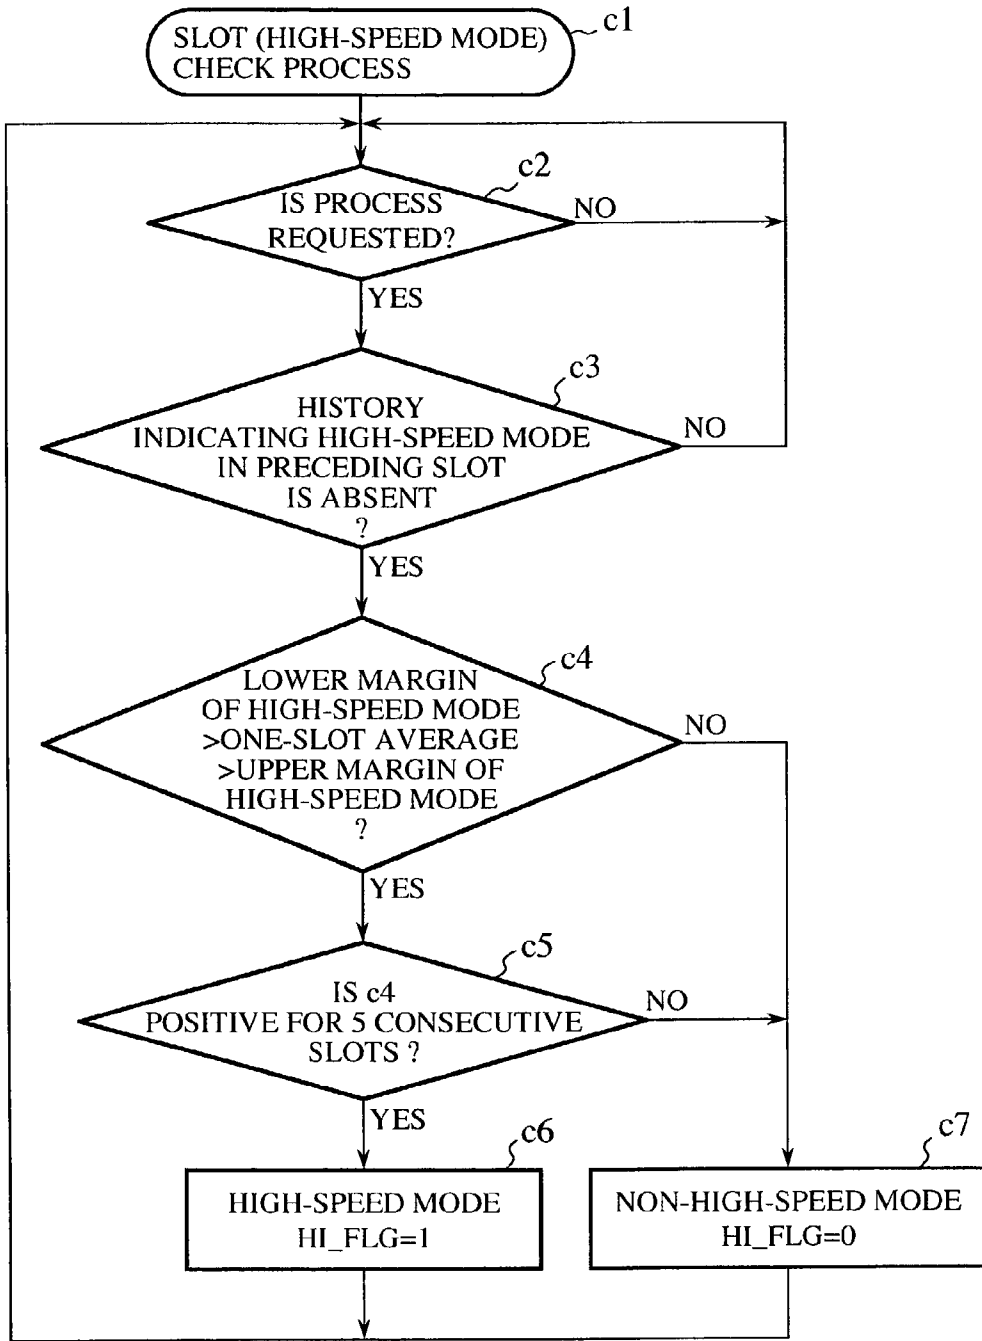 SLOT (HIGH-SPEED MODE)
CHECK PROCESS
c1
c2
IS PROCESS
REQUESTED?
NO
YES
c3
HISTORY
INDICATING HIGH-SPEED MODE
IN PRECEDING SLOT
IS ABSENT
?
NO
YES
c4
LOWER MARGIN
OF HIGH-SPEED MODE
>ONE-SLOT AVERAGE
>UPPER MARGIN OF
HIGH-SPEED MODE
?
NO
YES
c5
IS c4
POSITIVE FOR 5 CONSECUTIVE
SLOTS ?
NO
YES
c6
HIGH-SPEED MODE
HI_FLG=1
c7
NON-HIGH-SPEED MODE
HI_FLG=0